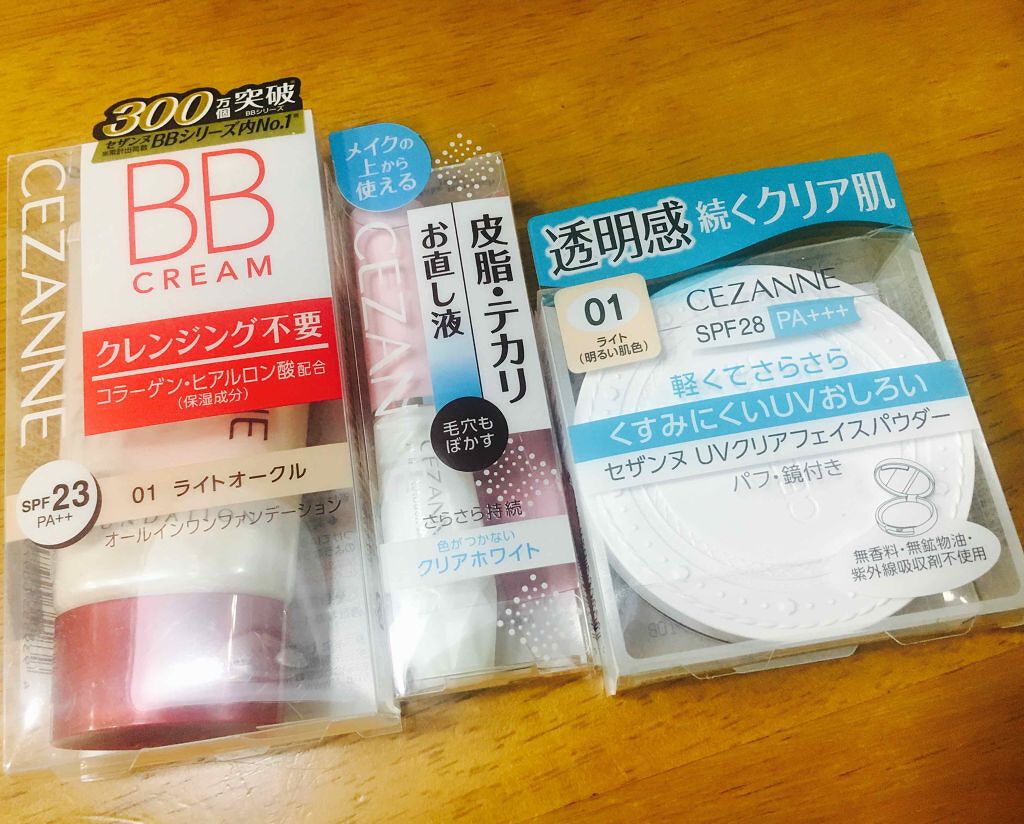 300万個突破※
BBシリーズ
セザンヌ BBシリーズ内No.1※
※累計出荷数
CEZANNE
BB
CREAM
クレンジング不要
コラーゲン・ヒアルロン酸配合
(保湿成分)
SPF23
PA++
01 ライトオークル
オールインワンファンデーション
メイクの
上から
使える
CEZAN
皮脂・テカリ
お直し液
毛穴も
ぼかす
CEZANN
さらさら持続
色がつかない
クリアホワイト
透明感 続くクリア肌
01
ライト
(明るい肌色)
CEZANNE
SPF28 PA+++
軽くてさらさら
くすみにくいUVおしろい
セザンヌ UVクリアフェイスパウダー
パフ・鏡付き
無香料・無鉱物油・
紫外線吸収剤不使用